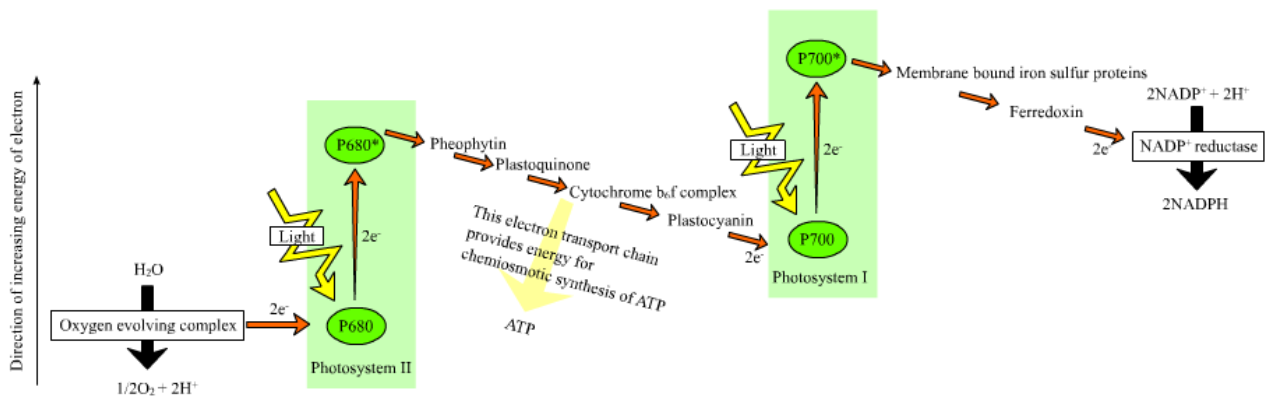 Direction of increasing energy of electron
H₂O
Oxygen evolving complex
1/2O₂ + 2H⁺
2e⁻
Light
P680*
2e⁻
P680
Photosystem II
Pheophytin
Plastoquinone
Cytochrome b₆f complex
Plastocyanin
2e⁻
This electron transport chain
provides energy for
chemiosmotic synthesis of ATP
ATP
Light
P700*
2e⁻
P700
Photosystem I
Membrane bound iron sulfur proteins
Ferredoxin
2e⁻
2NADP⁺ + 2H⁺
NADP⁺ reductase
2NADPH